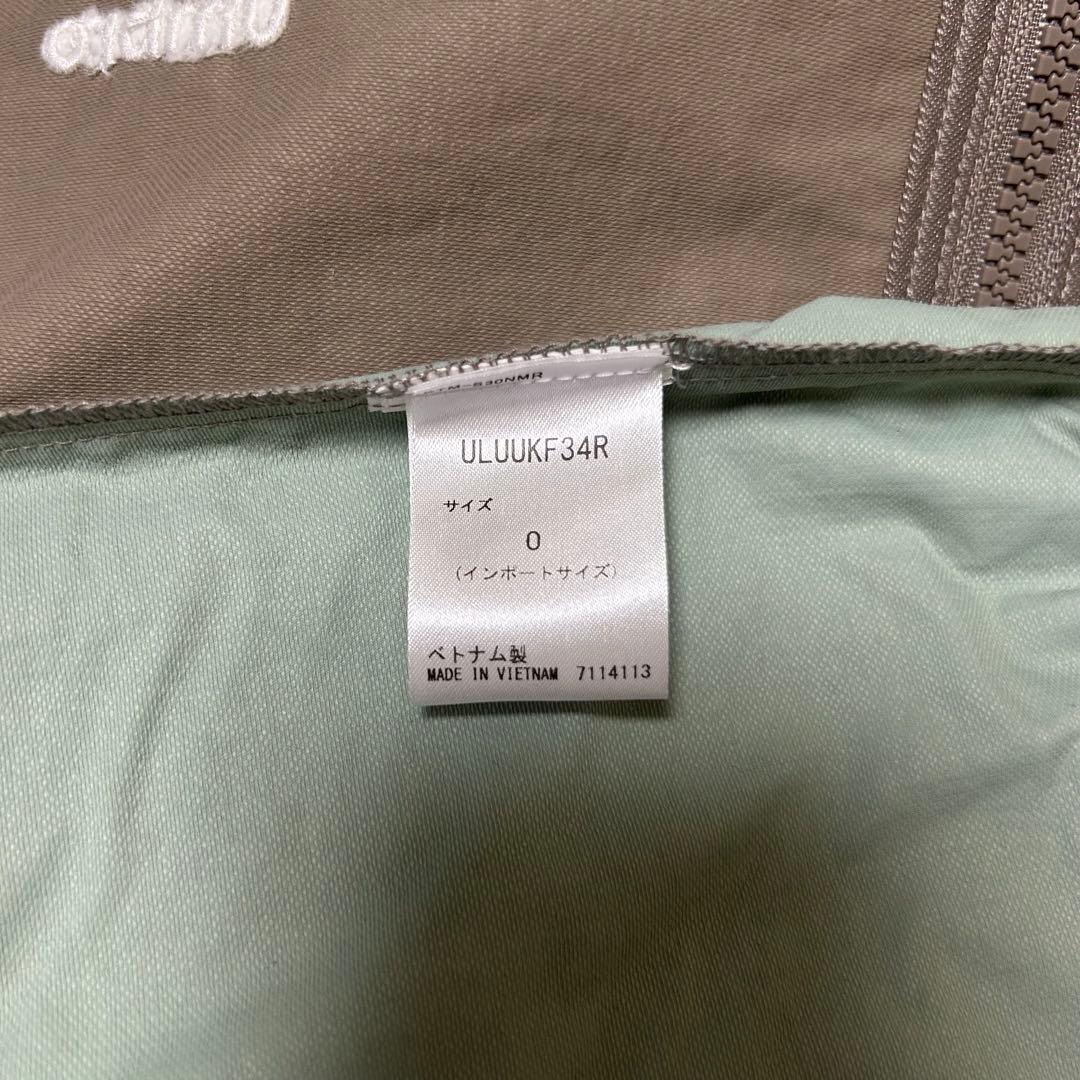 ULUUKF34R
サイズ
0
(インポートサイズ)
ベトナム製
MADE IN VIETNAM 7114113